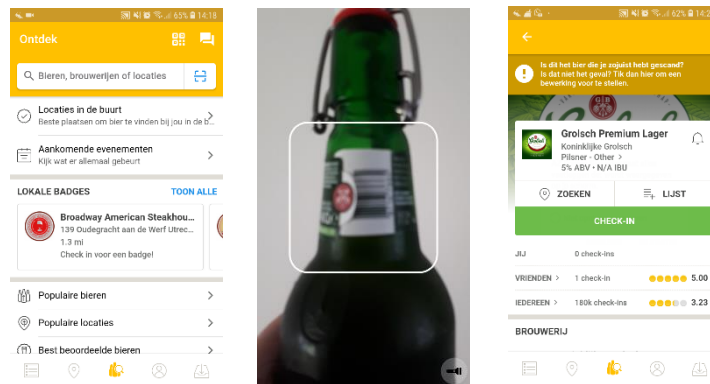 65% 14:18
Ontdek
Bieren, brouwerijen of locaties
Locaties in de buurt
Beste plaatsen om bier te vinden bij jou in de b...
Aankomende evenementen
Kijk wat er allemaal gebeurt
LOKALE BADGES TOON ALLE
Broadway American Steakhou...
139 Oudegracht aan de Werf Utrec...
1.3 mi
Check in voor een badge!
Populaire bieren
Populaire locaties
Best beoordeelde bieren
62% 14:2
Is dit het bier die je zojuist hebt gescand?
Is dat niet het geval? Tik dan hier om een
bewerking voor te stellen.
Grolsch Premium Lager
Koninklijke Grolsch
Pilsner - Other >
5% ABV • N/A IBU
ZOEKEN LIJST
CHECK-IN
JIJ 0 check-ins
VRIENDEN > 1 check-in 5.00
IEDEREEN > 180k check-ins 3.23
BROUWERIJ